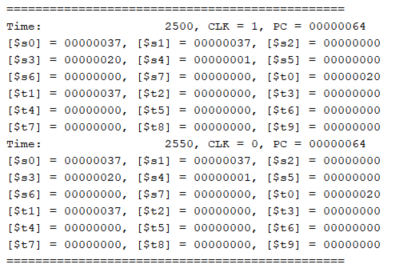 ==============================================
Time:                 2500, CLK = 1, PC = 00000064
[$s0] = 00000037, [$s1] = 00000037, [$s2] = 00000000
[$s3] = 00000020, [$s4] = 00000001, [$s5] = 00000000
[$s6] = 00000000, [$s7] = 00000000, [$t0] = 00000020
[$t1] = 00000037, [$t2] = 00000000, [$t3] = 00000000
[$t4] = 00000000, [$t5] = 00000000, [$t6] = 00000000
[$t7] = 00000000, [$t8] = 00000000, [$t9] = 00000000
Time:                 2550, CLK = 0, PC = 00000064
[$s0] = 00000037, [$s1] = 00000037, [$s2] = 00000000
[$s3] = 00000020, [$s4] = 00000001, [$s5] = 00000000
[$s6] = 00000000, [$s7] = 00000000, [$t0] = 00000020
[$t1] = 00000037, [$t2] = 00000000, [$t3] = 00000000
[$t4] = 00000000, [$t5] = 00000000, [$t6] = 00000000
[$t7] = 00000000, [$t8] = 00000000, [$t9] = 00000000
==============================================